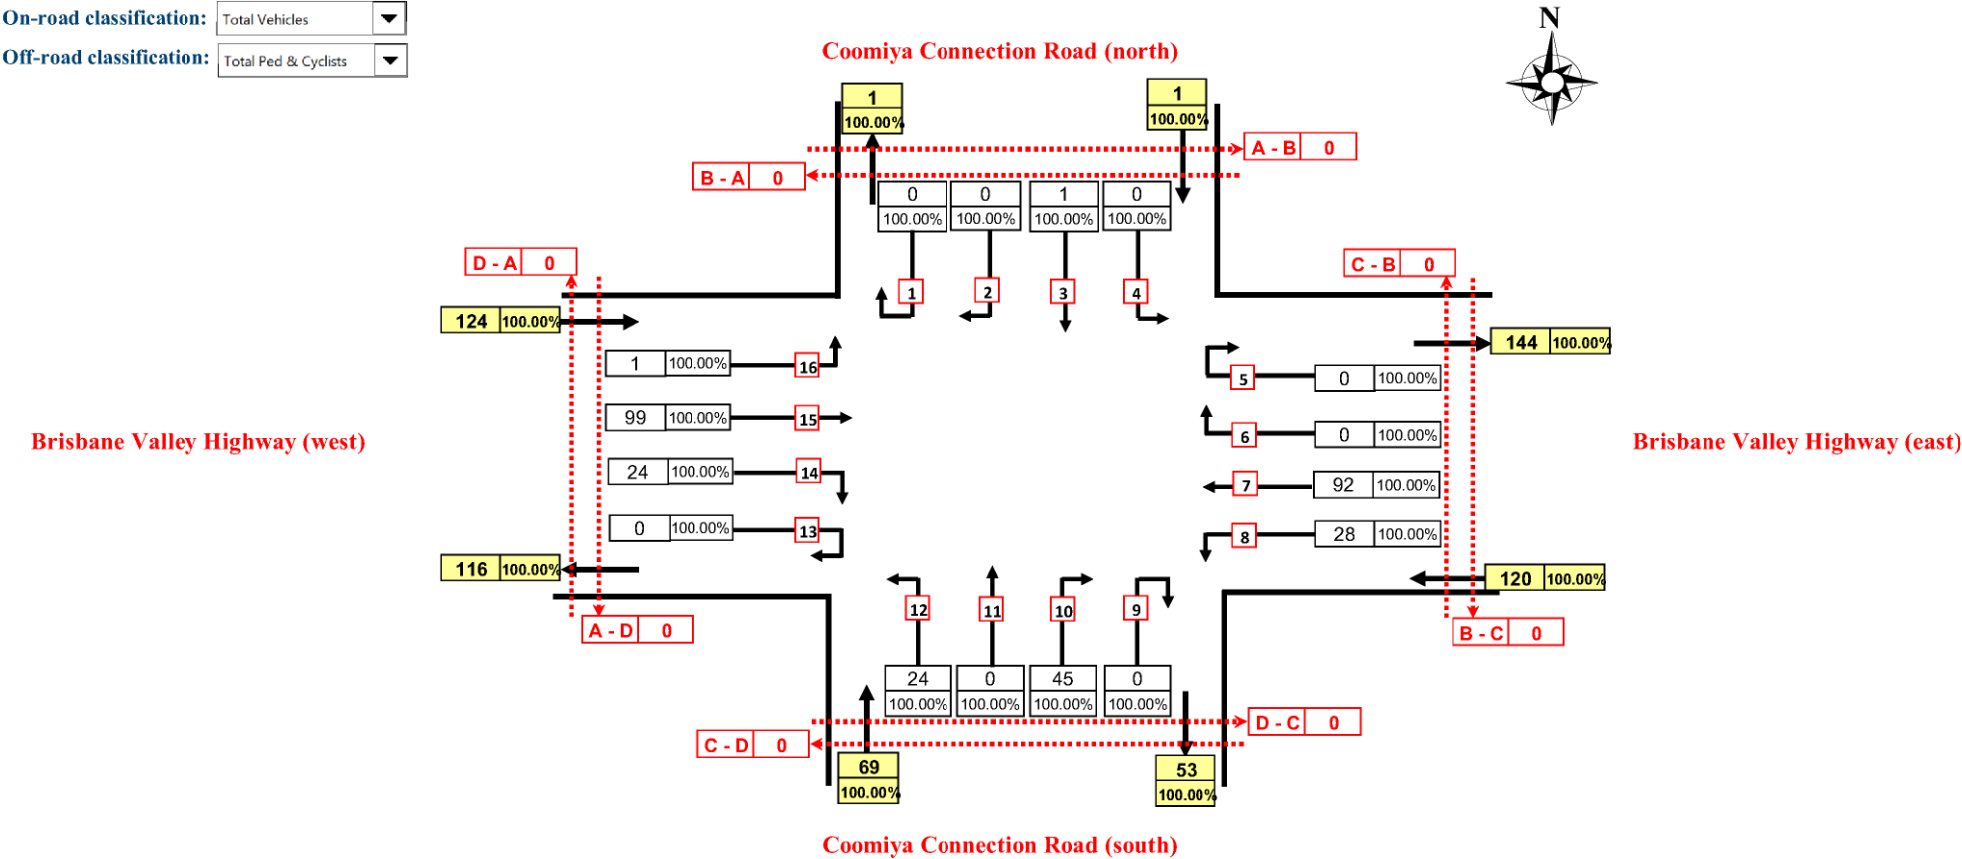 On-road classification: Total Vehicles
Off-road classification: Total Ped & Cyclists
N
Coomiya Connection Road (north)
1
100.00%
1
100.00%
A - B 0
B - A 0
0 0 1 0
100.00% 100.00% 100.00% 100.00%
D - A 0
C - B 0
1 2 3 4
124 100.00%
144 100.00%
1 100.00% 16
5 0 100.00%
99 100.00% 15
6 0 100.00%
Brisbane Valley Highway (west)
Brisbane Valley Highway (east)
24 100.00% 14
7 92 100.00%
0 100.00% 13
8 28 100.00%
116 100.00%
120 100.00%
12 11 10 9
A - D 0
B - C 0
24 0 45 0
100.00% 100.00% 100.00% 100.00%
D - C 0
C - D 0
69
100.00%
53
100.00%
Coomiya Connection Road (south)